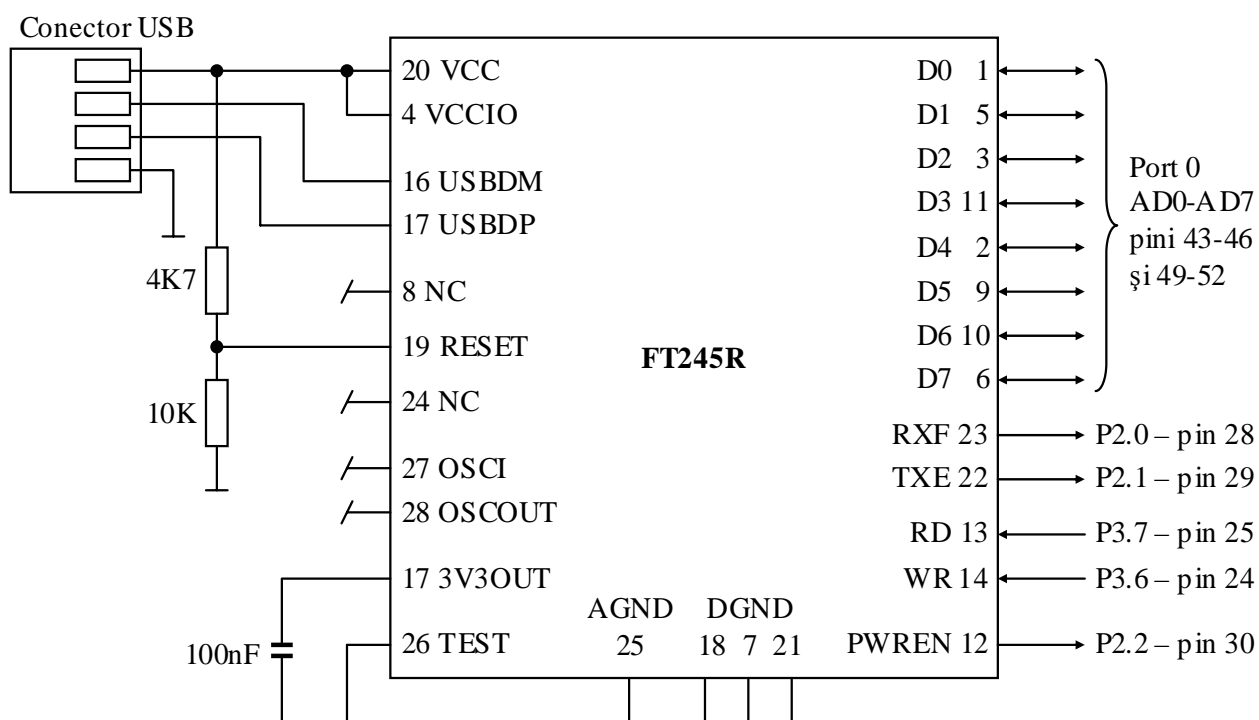 Conector USB
20 VCC
4 VCCIO
16 USBDM
17 USBDP
4K7
8 NC
19 RESET
10K
24 NC
27 OSCI
28 OSCOUT
17 3V3OUT
100nF
26 TEST
FT245R
AGND
25
DGND
18 7 21
D0 1
D1 5
D2 3
D3 11
D4 2
D5 9
D6 10
D7 6
Port 0
AD0-AD7
pini 43-46
şi 49-52
RXF 23
P2.0 – pin 28
TXE 22
P2.1 – pin 29
RD 13
P3.7 – pin 25
WR 14
P3.6 – pin 24
PWREN 12
P2.2 – pin 30